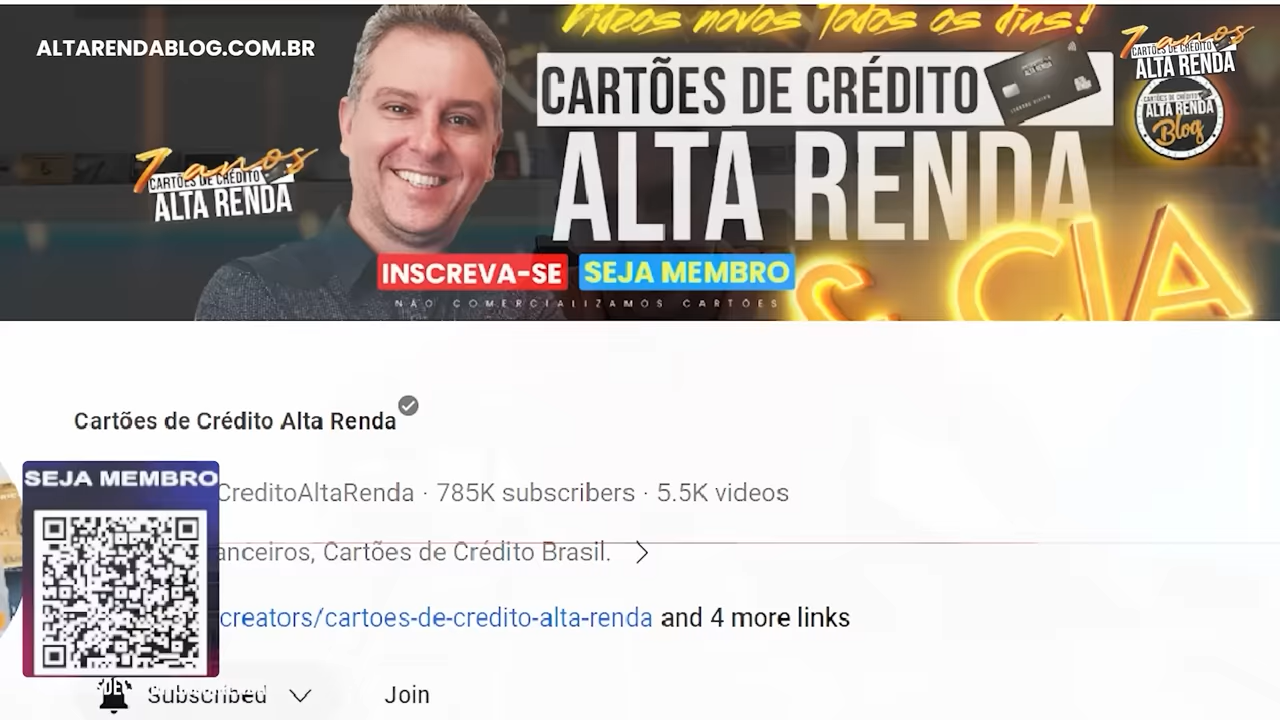 Videos novos Todos os dias!
ALTARENDABLOG.COM.BR
7 anos
CARTÕES DE CRÉDITO
ALTA RENDA
CARTÕES DE CRÉDITO
ALTA RENDA
Blog
7 anos
CARTÕES DE CRÉDITO
ALTA RENDA
CARTÕES DE CRÉDITO
ALTA RENDA
& CIA
INSCREVA-SE
SEJA MEMBRO
NÃO COMERCIALIZAMOS CARTÕES
Cartões de Crédito Alta Renda
SEJA MEMBRO
CreditoAltaRenda · 785K subscribers · 5.5K videos
anceiros, Cartões de Crédito Brasil.
creators/cartoes-de-credito-alta-renda and 4 more links
Subscribed
Join